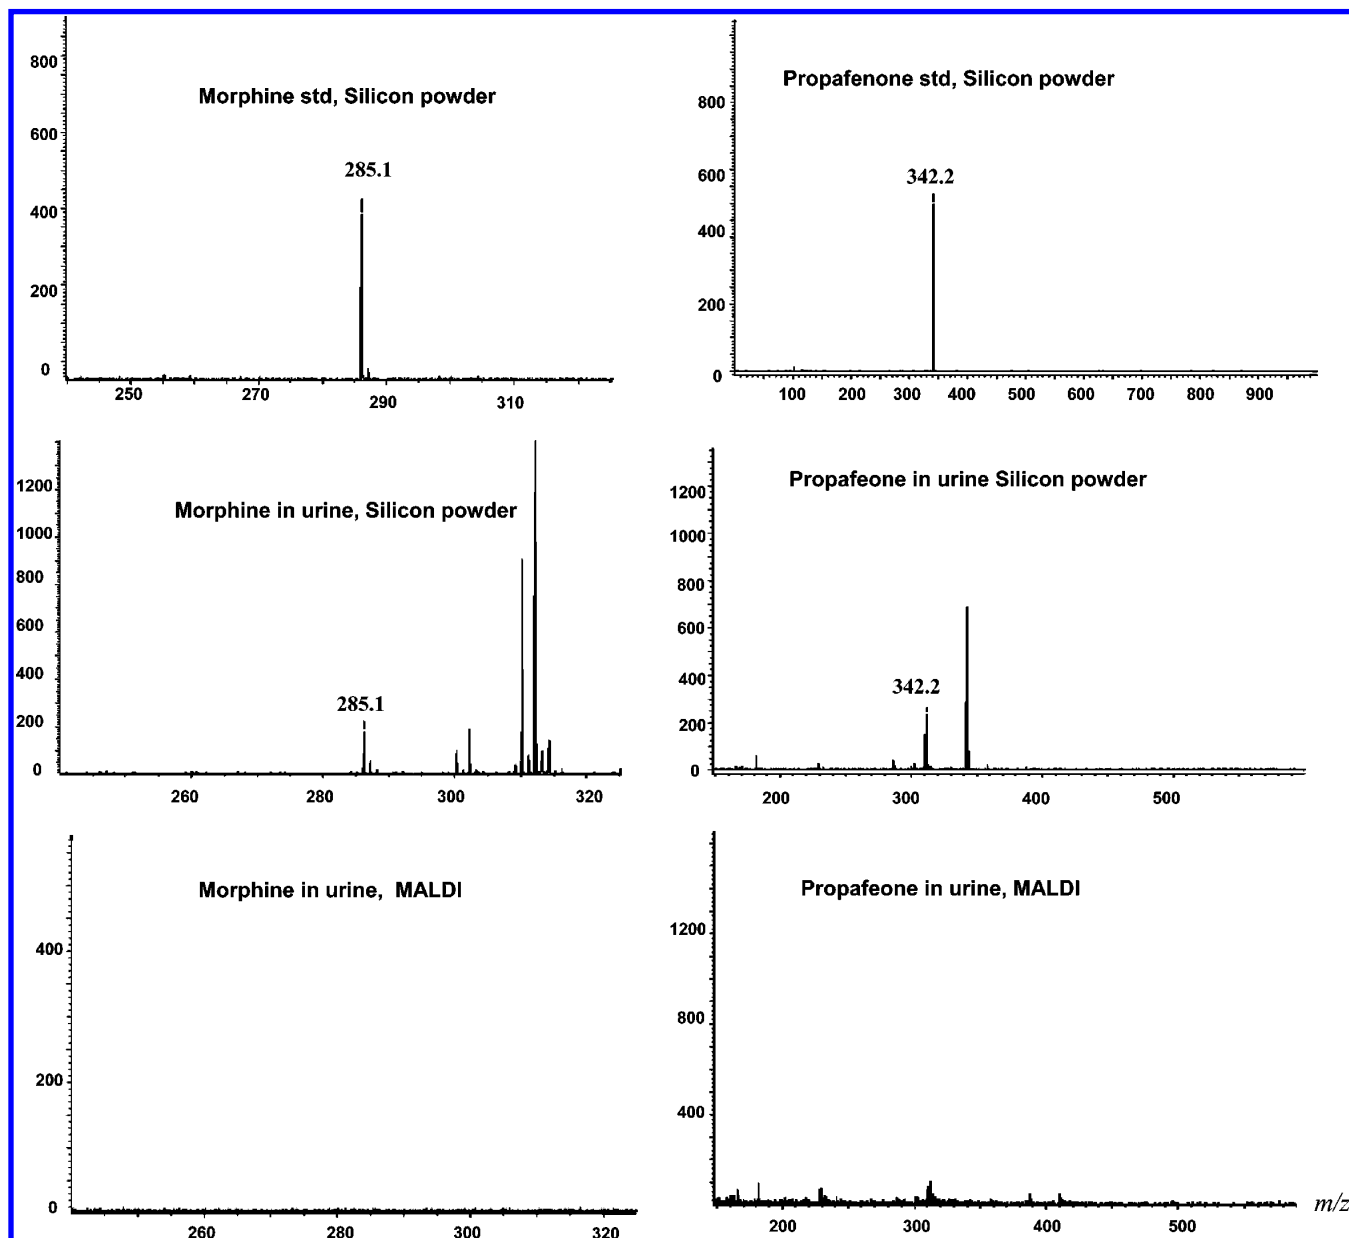 Morphine std, Silicon powder
285.1
800
600
400
200
0
250 270 290 310
Propafenone std, Silicon powder
342.2
800
600
400
200
0
100 200 300 400 500 600 700 800 900
Morphine in urine, Silicon powder
285.1
1200
1000
800
600
400
200
0
260 280 300 320
Propafeone in urine Silicon powder
342.2
1200
1000
800
600
400
200
0
200 300 400 500
Morphine in urine, MALDI
400
200
0
260 280 300 320
Propafeone in urine, MALDI
1200
800
400
200 300 400 500
m/z